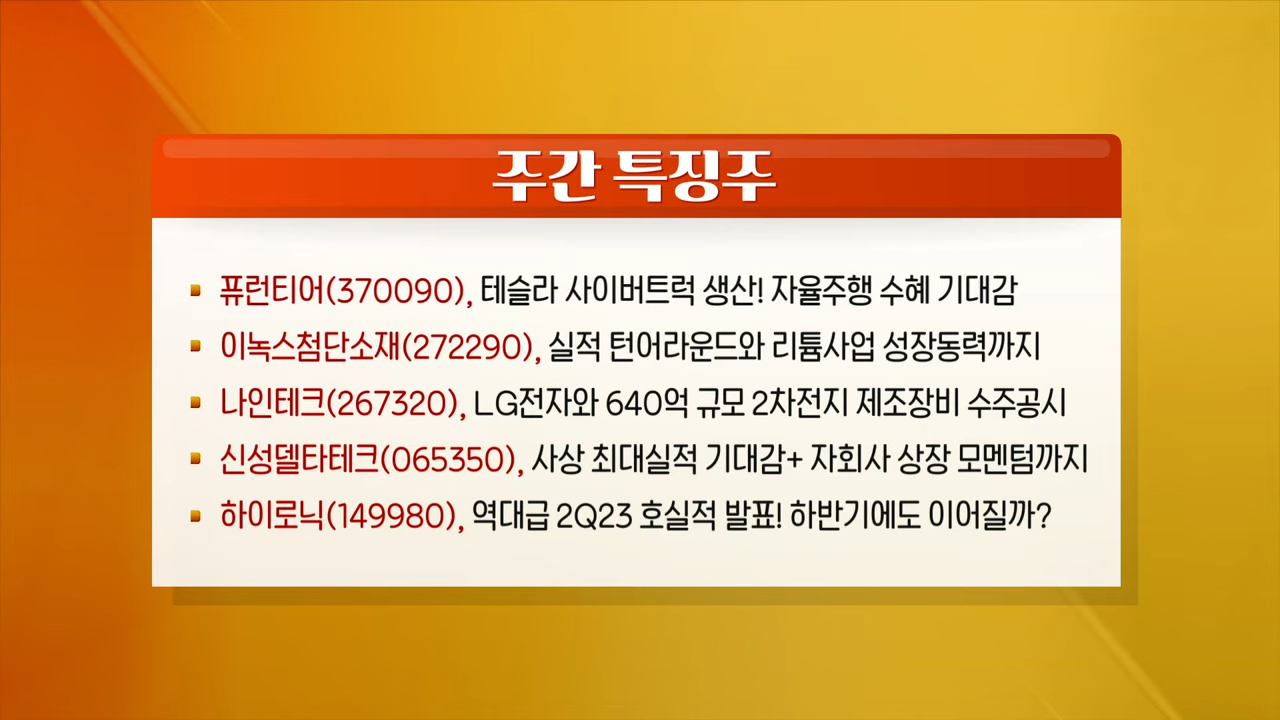 주간 특징주
퓨런티어(370090), 테슬라 사이버트럭 생산! 자율주행 수혜 기대감
이녹스첨단소재(272290), 실적 턴어라운드와 리튬사업 성장동력까지
나인테크(267320), LG전자와 640억 규모 2차전지 제조장비 수주공시
신성델타테크(065350), 사상 최대실적 기대감+ 자회사 상장 모멘텀까지
하이로닉(149980), 역대급 2Q23 호실적 발표! 하반기에도 이어질까?